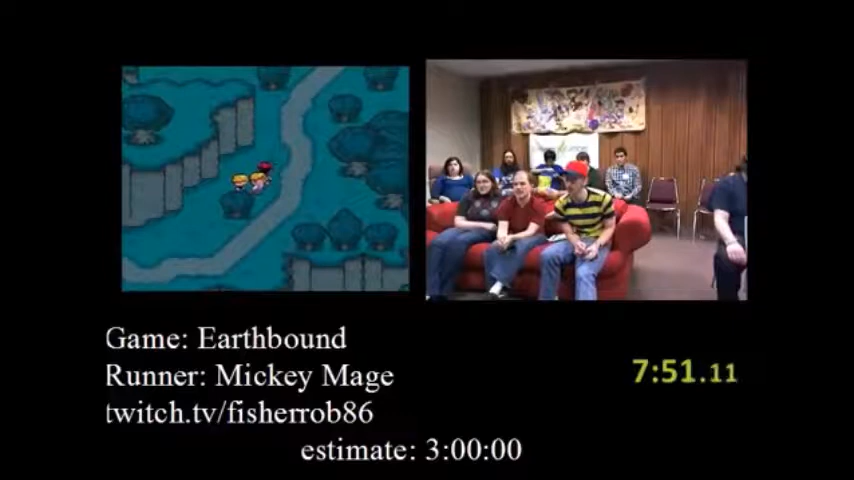 Game: Earthbound
Runner: Mickey Mage
7:51.11
twitch.tv/fisherrob86
estimate: 3:00:00